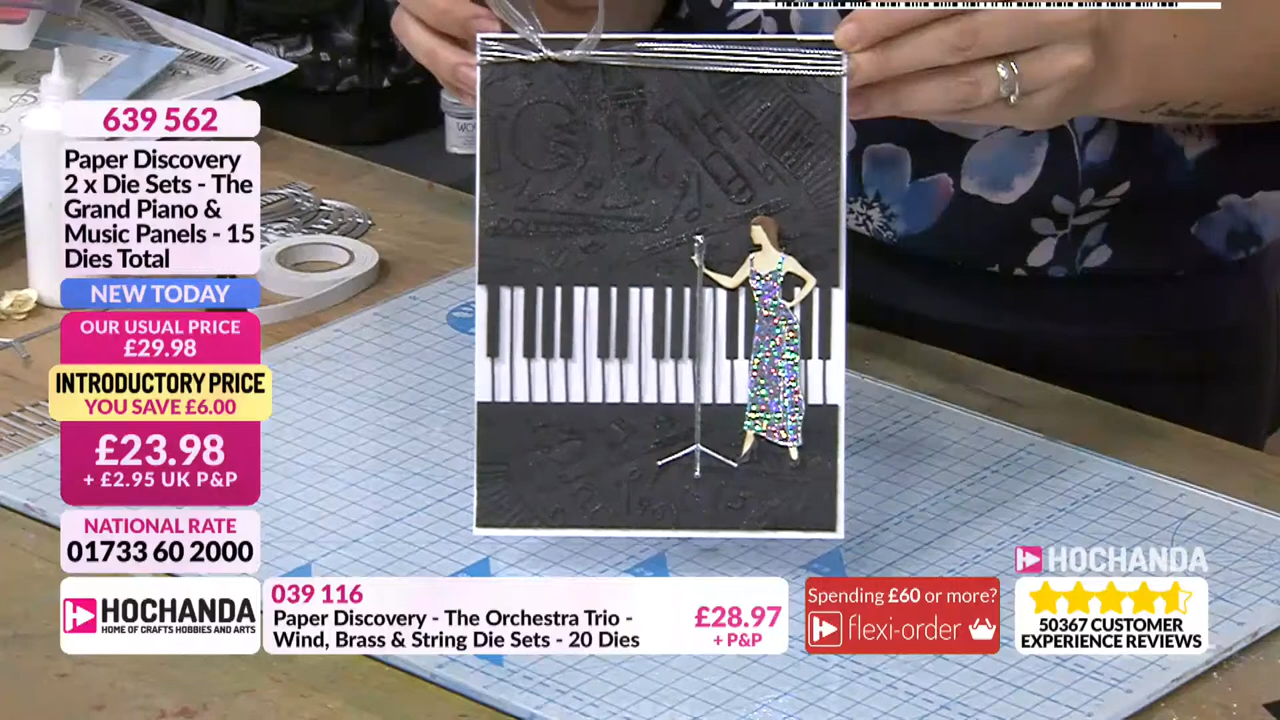 639 562
Paper Discovery
2 x Die Sets - The
Grand Piano &
Music Panels - 15
Dies Total
NEW TODAY
OUR USUAL PRICE
£29.98
INTRODUCTORY PRICE
YOU SAVE £6.00
£23.98
+ £2.95 UK P&P
NATIONAL RATE
01733 60 2000
HOCHANDA
HOME OF CRAFTS HOBBIES AND ARTS
039 116
Paper Discovery - The Orchestra Trio -
Wind, Brass & String Die Sets - 20 Dies
£28.97
+ P&P
Spending £60 or more?
flexi-order
HOCHANDA
50367 CUSTOMER
EXPERIENCE REVIEWS